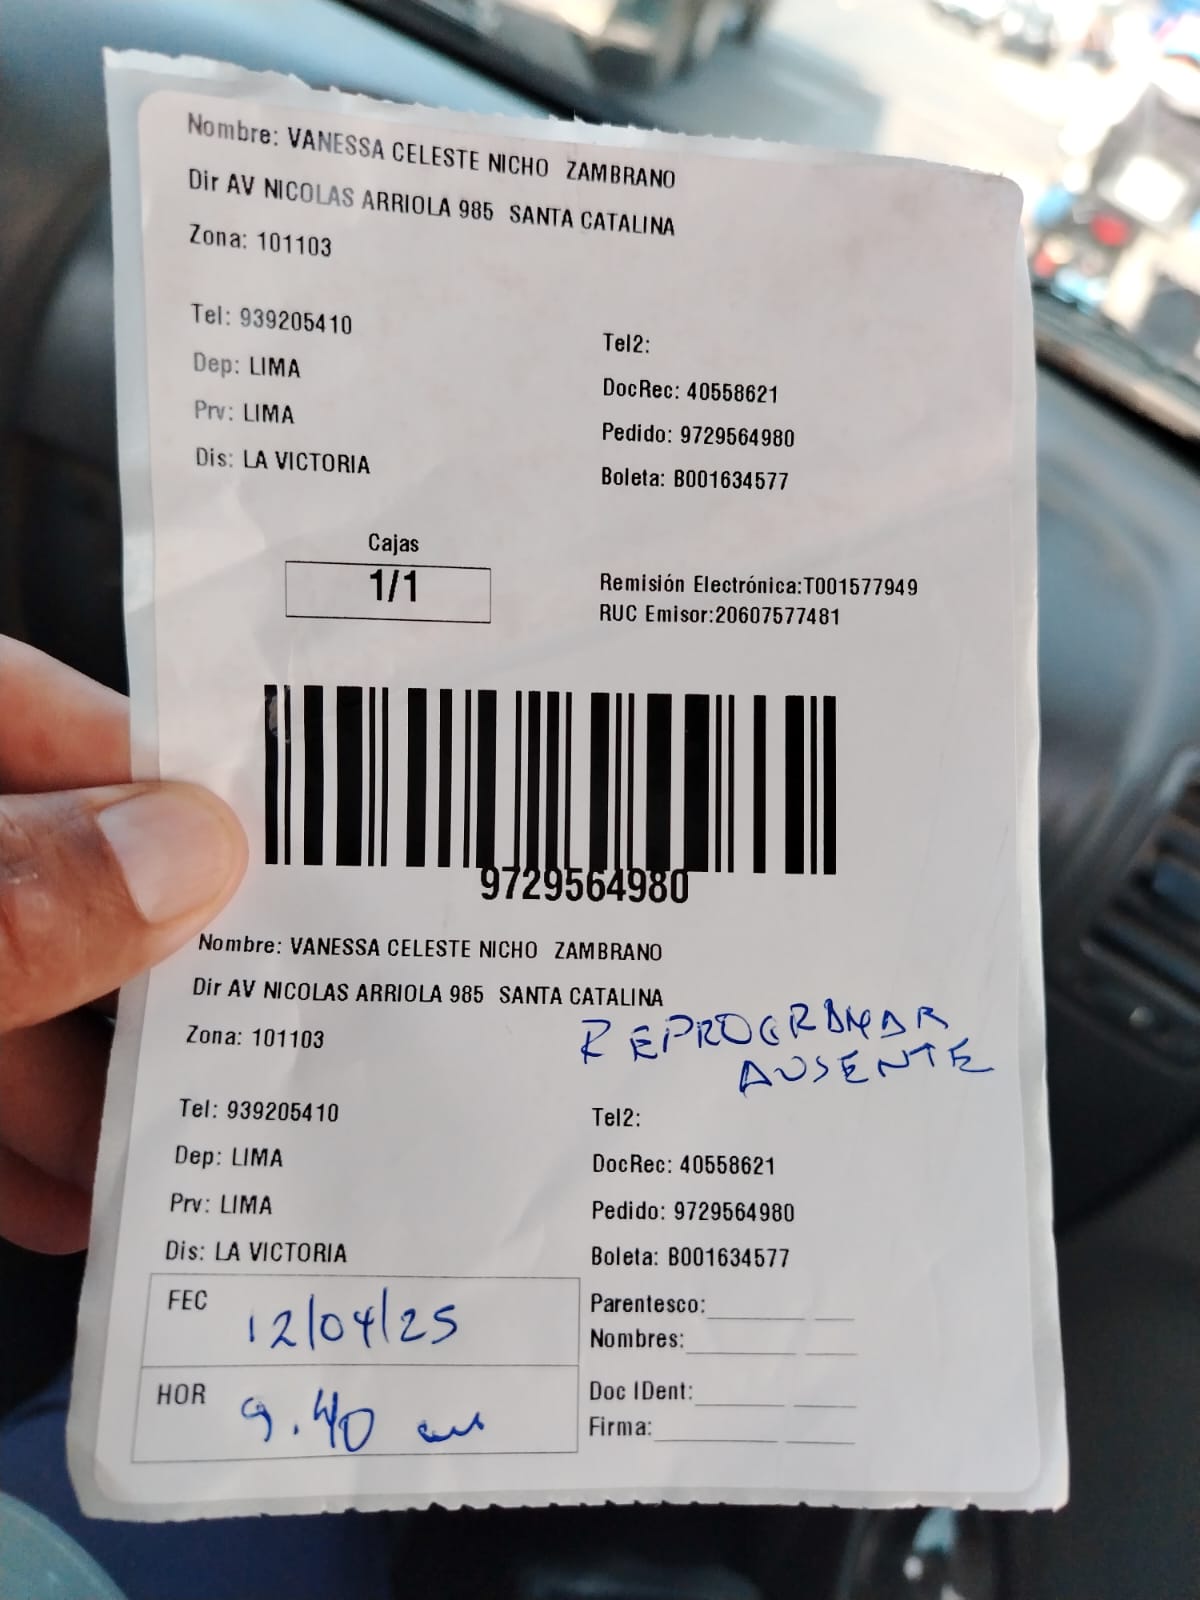 Nombre: VANESSA CELESTE NICHO ZAMBRANO
Dir AV NICOLAS ARRIOLA 985 SANTA CATALINA
Zona: 101103
Tel: 939205410
Tel2:
Dep: LIMA
DocRec: 40558621
Prv: LIMA
Pedido: 9729564980
Dis: LA VICTORIA
Boleta: B001634577
Cajas
1/1
Remisión Electrónica:T001577949
RUC Emisor:20607577481
9729564980
Nombre: VANESSA CELESTE NICHO ZAMBRANO
Dir AV NICOLAS ARRIOLA 985 SANTA CATALINA
Zona: 101103
REPROGRAMAR
AUSENTE
Tel: 939205410
Tel2:
Dep: LIMA
DocRec: 40558621
Prv: LIMA
Pedido: 9729564980
Dis: LA VICTORIA
Boleta: B001634577
FEC 12/04/25
Parentesco:
Nombres:
HOR 9.40 am
Doc IDent:
Firma: